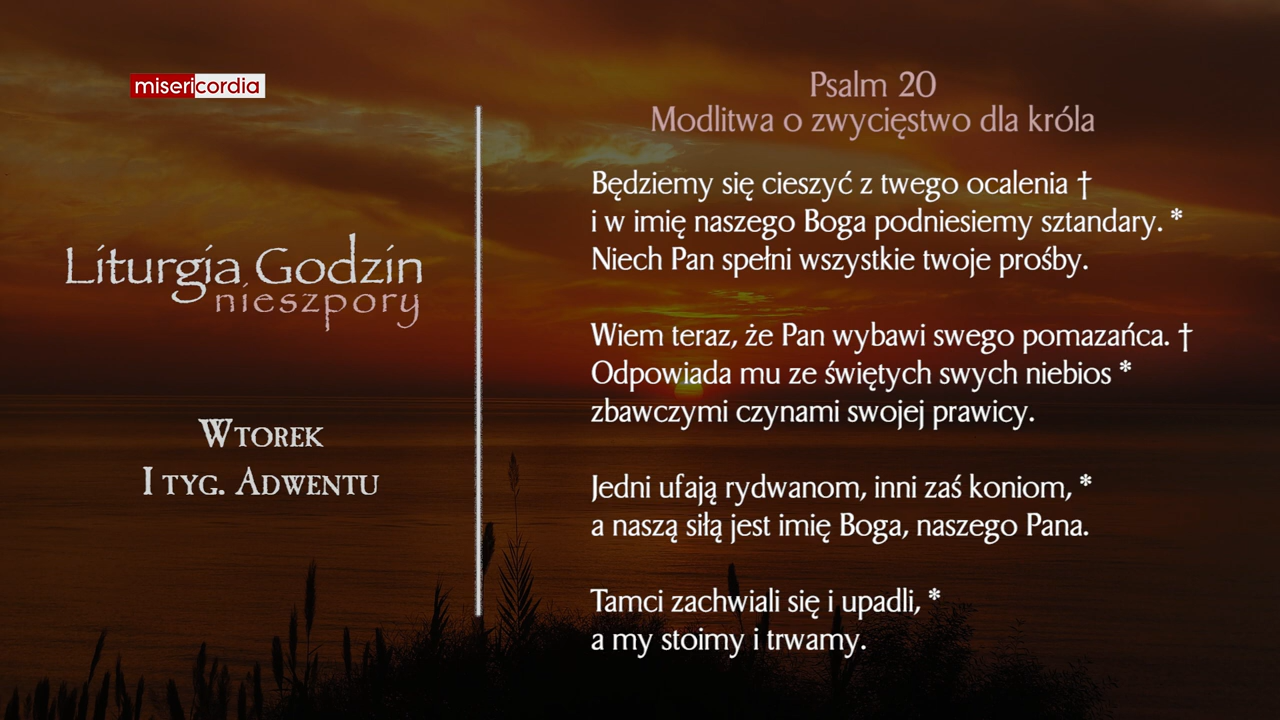 misericordia
Liturgia Godzin
nieszpory
Wtorek
I tyg. Adwentu
Psalm 20
Modlitwa o zwycięstwo dla króla
Będziemy się cieszyć z twego ocalenia †
i w imię naszego Boga podniesiemy sztandary. *
Niech Pan spełni wszystkie twoje prośby.
Wiem teraz, że Pan wybawi swego pomazańca. †
Odpowiada mu ze świętych swych niebios *
zbawczymi czynami swojej prawicy.
Jedni ufają rydwanom, inni zaś koniom, *
a naszą siłą jest imię Boga, naszego Pana.
Tamci zachwiali się i upadli, *
a my stoimy i trwamy.